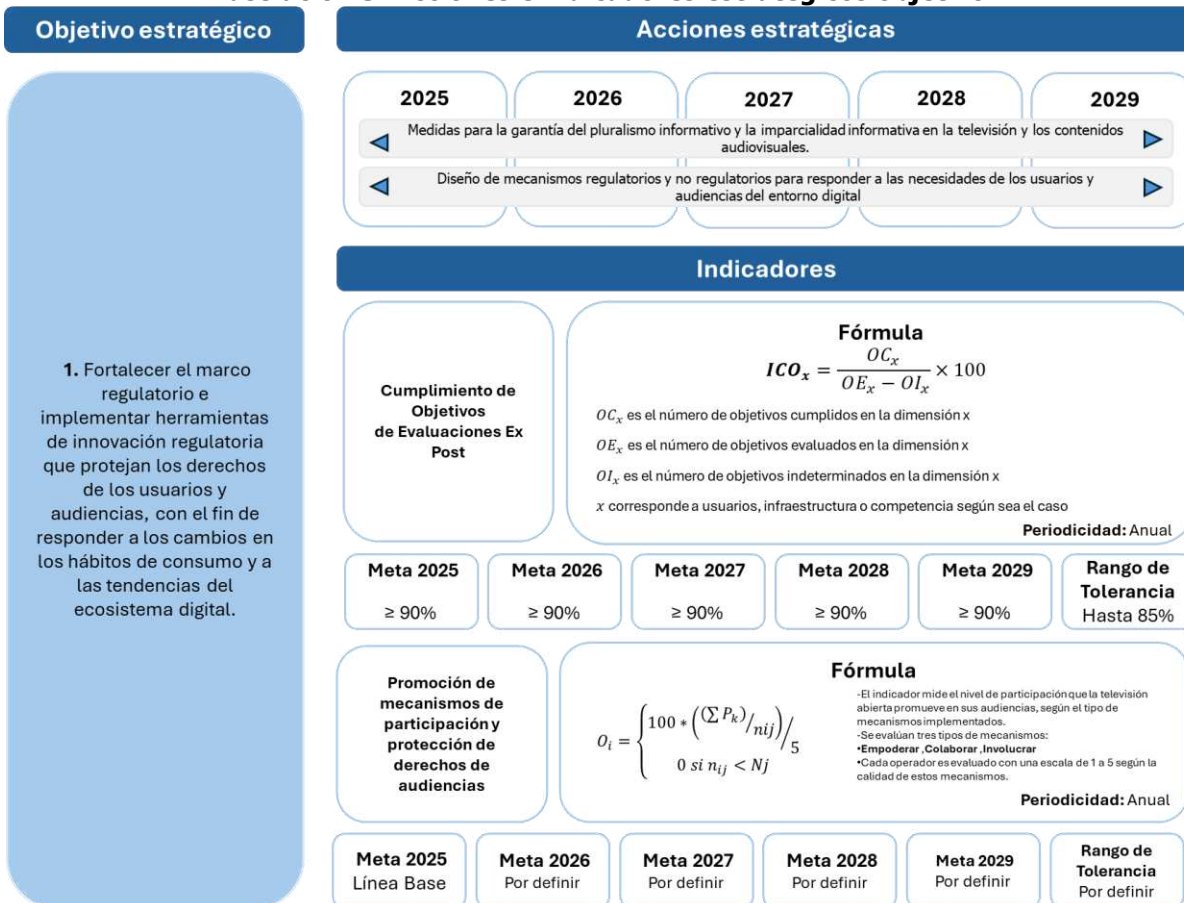 Objetivo estratégico
Acciones estratégicas
1. Fortalecer el marco
regulatorio e
implementar herramientas
de innovación regulatoria
que protejan los derechos
de los usuarios y
audiencias, con el fin de
responder a los cambios en
los hábitos de consumo y a
las tendencias del
ecosistema digital.
2025 2026 2027 2028 2029
Medidas para la garantía del pluralismo informativo y la imparcialidad informativa en la televisión y los contenidos
audiovisuales.
Diseño de mecanismos regulatorios y no regulatorios para responder a las necesidades de los usuarios y
audiencias del entorno digital
Indicadores
Cumplimiento de
Objetivos
de Evaluaciones Ex
Post
Fórmula
ICO_x = OC_x / (OE_x − OI_x) × 100
OC_x es el número de objetivos cumplidos en la dimensión x
OE_x es el número de objetivos evaluados en la dimensión x
OI_x es el número de objetivos indeterminados en la dimensión x
x corresponde a usuarios, infraestructura o competencia según sea el caso
Periodicidad: Anual
Meta 2025
≥ 90%
Meta 2026
≥ 90%
Meta 2027
≥ 90%
Meta 2028
≥ 90%
Meta 2029
≥ 90%
Rango de
Tolerancia
Hasta 85%
Promoción de
mecanismos de
participación y
protección de
derechos de
audiencias
Fórmula
O_i = { 100 * ((∑ P_k)/nij)/5
0 si n_ij < Nj
-El indicador mide el nivel de participación que la televisión
abierta promueve en sus audiencias, según el tipo de
mecanismos implementados.
-Se evalúan tres tipos de mecanismos:
•Empoderar ,Colaborar ,Involucrar
•Cada operador es evaluado con una escala de 1 a 5 según la
calidad de estos mecanismos.
Periodicidad: Anual
Meta 2025
Línea Base
Meta 2026
Por definir
Meta 2027
Por definir
Meta 2028
Por definir
Meta 2029
Por definir
Rango de
Tolerancia
Por definir